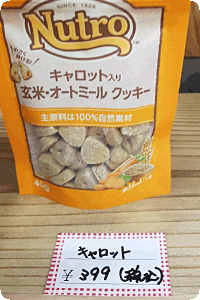 SINCE 1926
Nutro
キャロット入り
玄米・オートミール クッキー
主原料は100%自然素材
キャロット
399